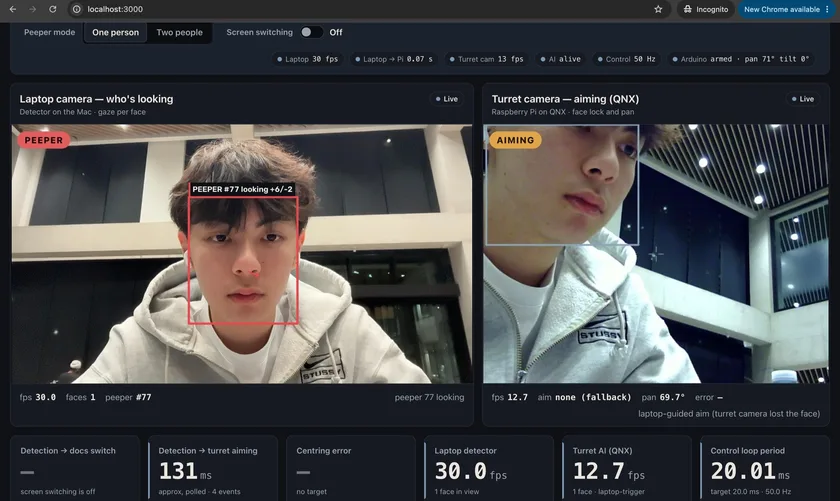 localhost:3000
Incognito
New Chrome available
Peeper mode
One person
Two people
Screen switching
Off
Laptop 30 fps
Laptop → Pi 0.07 s
Turret cam 13 fps
AI alive
Control 50 Hz
Arduino armed · pan 71° tilt 0°
Laptop camera — who's looking
Live
Detector on the Mac · gaze per face
PEEPER
PEEPER #77 looking +6/-2
STUSSY
fps 30.0 faces 1 peeper #77
peeper 77 looking
Turret camera — aiming (QNX)
Live
Raspberry Pi on QNX · face lock and pan
AIMING
STUSSY
fps 12.7 aim none (fallback) pan 69.7° error —
laptop-guided aim (turret camera lost the face)
Detection → docs switch
—
screen switching is off
Detection → turret aiming
131 ms
approx, polled · 4 events
Centring error
—
no target
Laptop detector
30.0 fps
1 face in view
Turret AI (QNX)
12.7 fps
1 face · laptop-trigger
Control loop period
20.01 ms
target 20.0 ms · 50.0 Hz